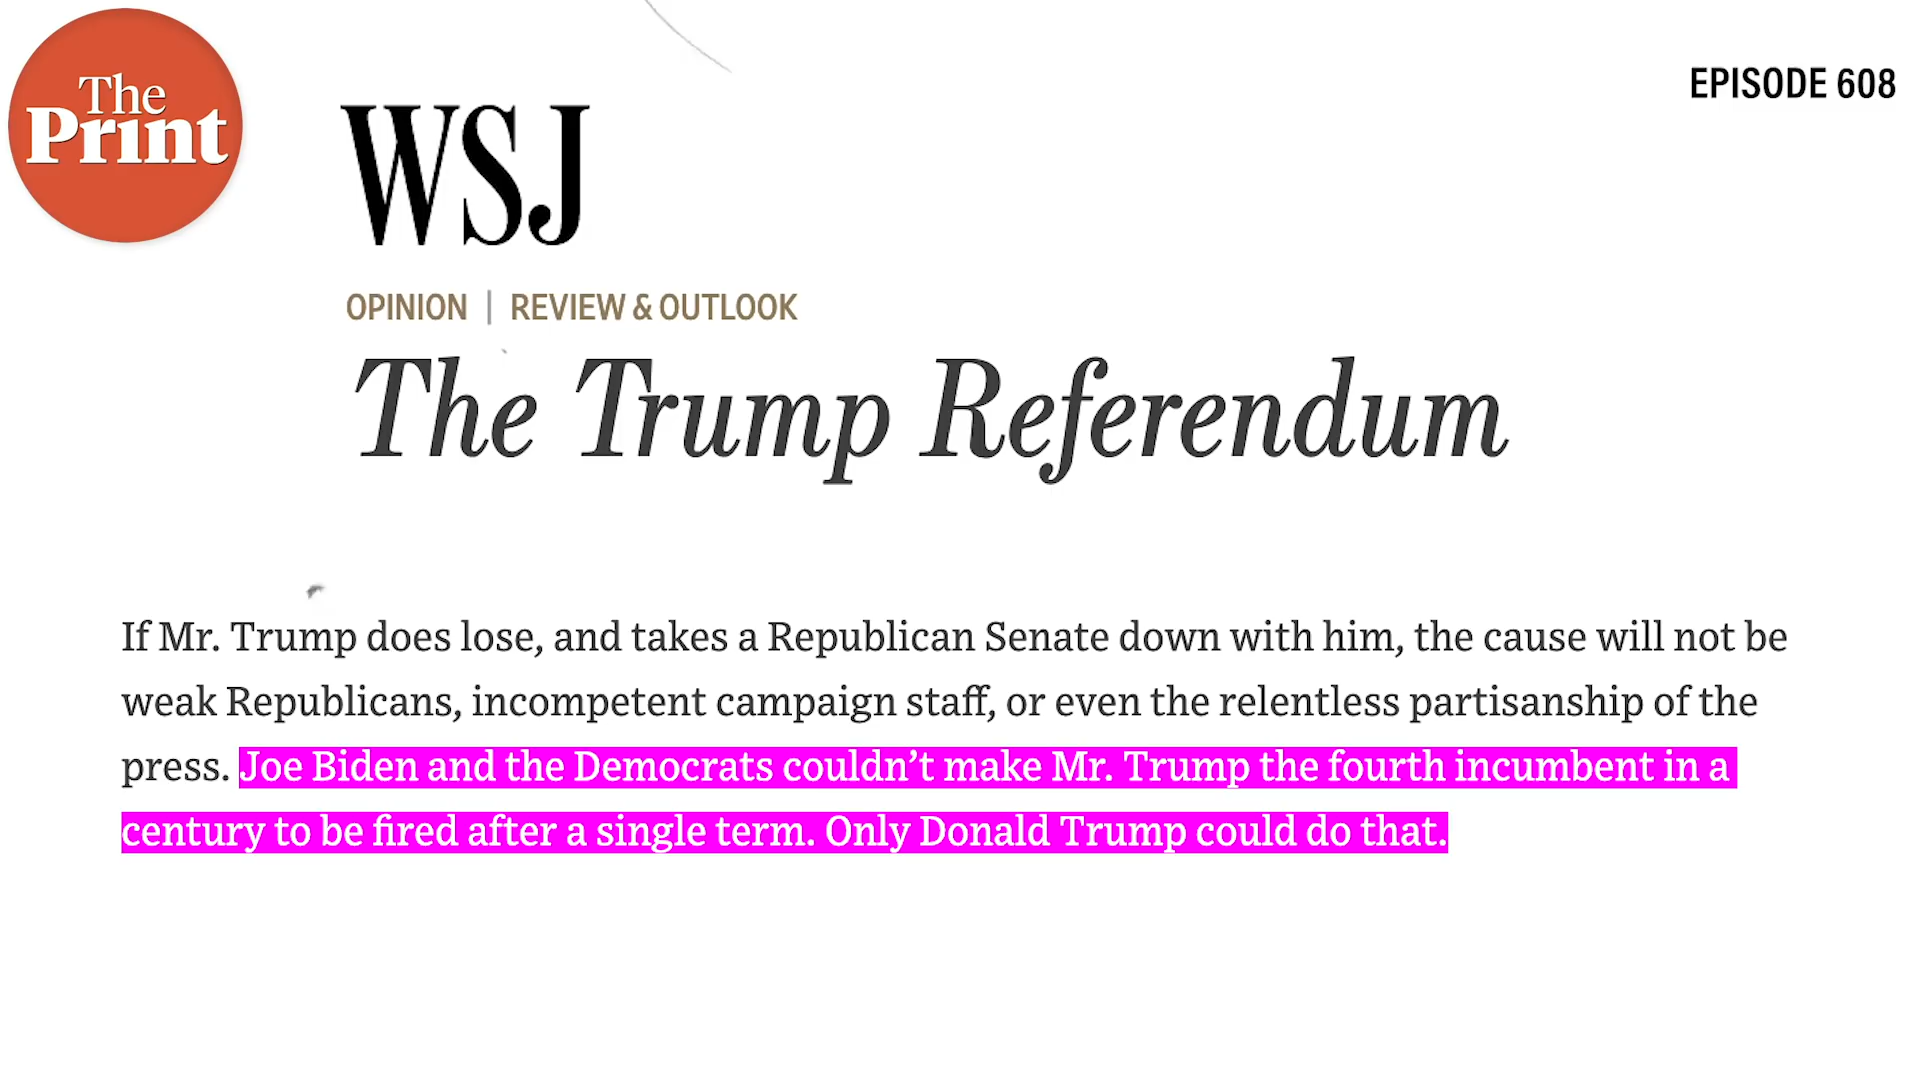 The
Print
EPISODE 608
WSJ
OPINION | REVIEW & OUTLOOK
The Trump Referendum
If Mr. Trump does lose, and takes a Republican Senate down with him, the cause will not be
weak Republicans, incompetent campaign staff, or even the relentless partisanship of the
press. Joe Biden and the Democrats couldn’t make Mr. Trump the fourth incumbent in a
century to be fired after a single term. Only Donald Trump could do that.